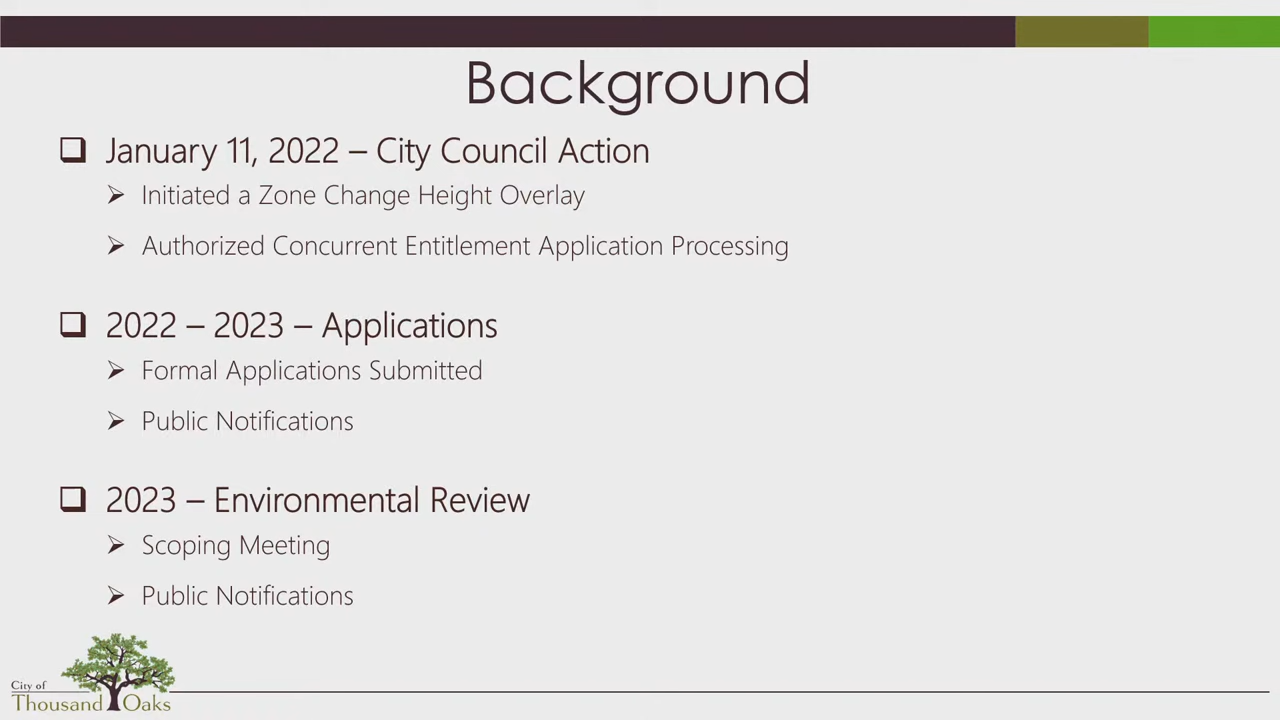 Background
January 11, 2022 – City Council Action
Initiated a Zone Change Height Overlay
Authorized Concurrent Entitlement Application Processing
2022 – 2023 – Applications
Formal Applications Submitted
Public Notifications
2023 – Environmental Review
Scoping Meeting
Public Notifications
City of
Thousand Oaks